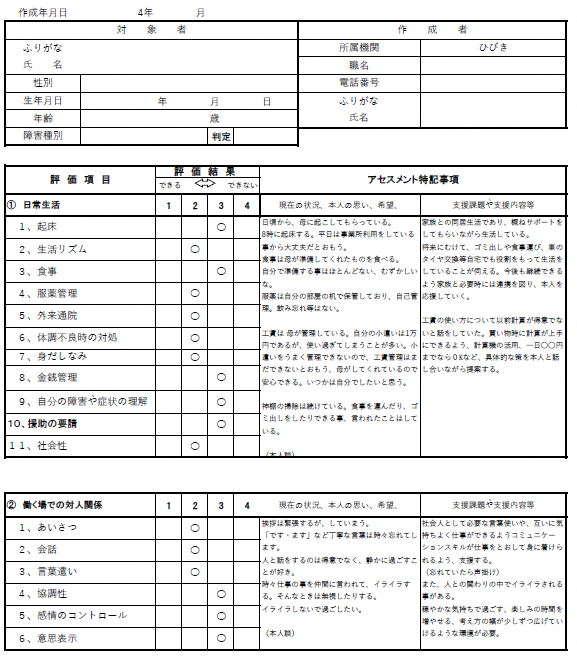 作成年月日 4年 月
対 象 者
ふりがな
氏 名
性別
生年月日 年 月 日
年齢 歳
障害種別 判定
作 成 者
所属機関 ひびき
職名
電話番号
ふりがな
氏名
評 価 項 目 評 価 結 果 アセスメント特記事項
できる ⇔ できない
① 日常生活 1 2 3 4 現在の状況、本人の思い、希望、 支援課題や支援内容等
1、起床 ○
2、生活リズム ○
3、食事 ○
4、服薬管理 ○
5、外来通院 ○
6、体調不良時の対処 ○
7、身だしなみ ○
8、金銭管理 ○
9、自分の障害や症状の理解 ○
10、援助の要請 ○
11、社会性 ○
日頃から、母に起こしてもらっている。
8時に起床する。平日は事業所利用をしている
事から大丈夫だとおもう。
食事は母が準備してくれたものを食べる。
自分で準備する事はほとんどない、むずかしい
な。
服薬は自分の部屋の机で保管しており、自己管
理。飲み忘れ等はない。
工賃は 母が管理している。自分の小遣いは1万
円であるが、使い過ぎてしまうことが多い。小
遣いをうまく管理できないので、工賃管理はま
だできないとおもう、母がしてくれているので
安心できる。いつかは自分でしたいと思う。
神棚の掃除は続けている。食事を運んだり、ゴ
ミ出しをしたりできる事、言われたことはして
いる。
(本人談)
家族との同居生活であり、概ねサポートを
してもらいながら生活している。
将来にむけて、ゴミ出しや食事運び、車の
タイヤ交換等自宅でも役割をもって生活を
していることが伺える。今後も継続できる
よう家族と必要時には連携を図り、本人を
応援していく。
工賃の使い方について以前計算が得意でな
いと話をしていた。買い物時に計算が上手
にできるよう、計算機の活用、一日〇〇円
までならOKなど、具体的な策を本人と話
し合いながら提案する。
② 働く場での対人関係 1 2 3 4 現在の状況、本人の思い、希望、 支援課題や支援内容等
1、あいさつ ○
2、会話 ○
3、言葉遣い ○
4、協調性 ○
5、感情のコントロール ○
6、意思表示 ○
挨拶は緊張するが、していまう。
「です・ます」など丁寧な言葉は時々忘れてし
ます。
人と話をするのは得意でなく、静かに過ごすこ
とが好き。
時々仕事の事を仲間に言われて、イライラす
る。そんなときは無視したりする。
イライラしないで過ごしたい。
(本人談)
社会人として必要な言葉使いや、互いに気
持ちよく仕事ができるようコミュニケー
ションスキルが仕事をとおして身に着けら
れるよう、支援する。
(忘れていたら声掛け)
また、人との関わりの中でイライラされる
事がある。
穏やかな気持ちで過ごす、楽しみの時間を
増やせる、考え方の幅が少しずつ広げてい
けるような環境が必要。